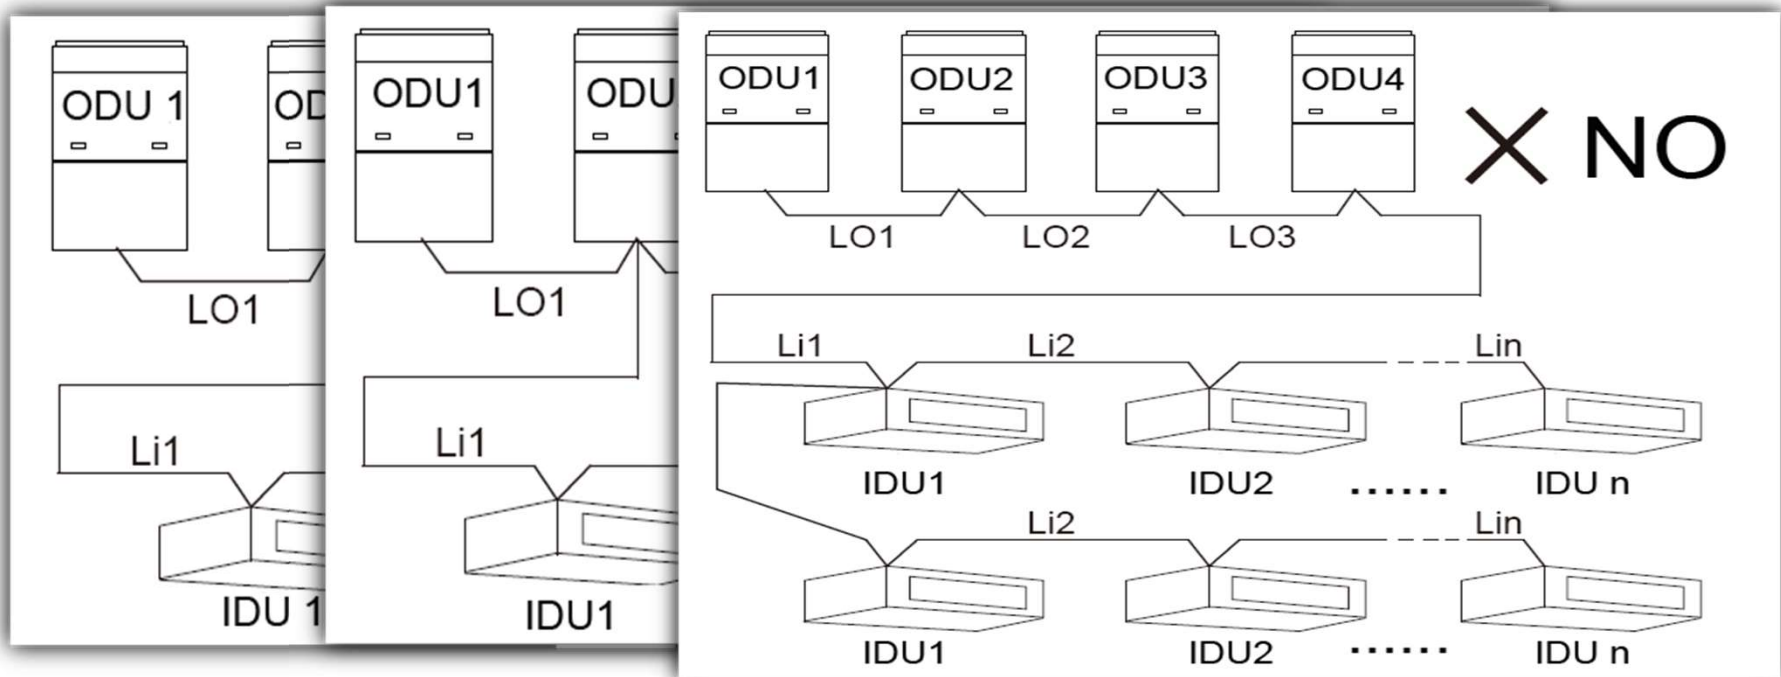 ODU 1
LO1
Li1
IDU 1
ODU1
ODU
LO1
Li1
IDU1
ODU1 ODU2 ODU3 ODU4
NO
LO1 LO2 LO3
Li1 Li2 Lin
IDU1 IDU2 ...... IDU n
Li2 Lin
IDU1 IDU2 ...... IDU n